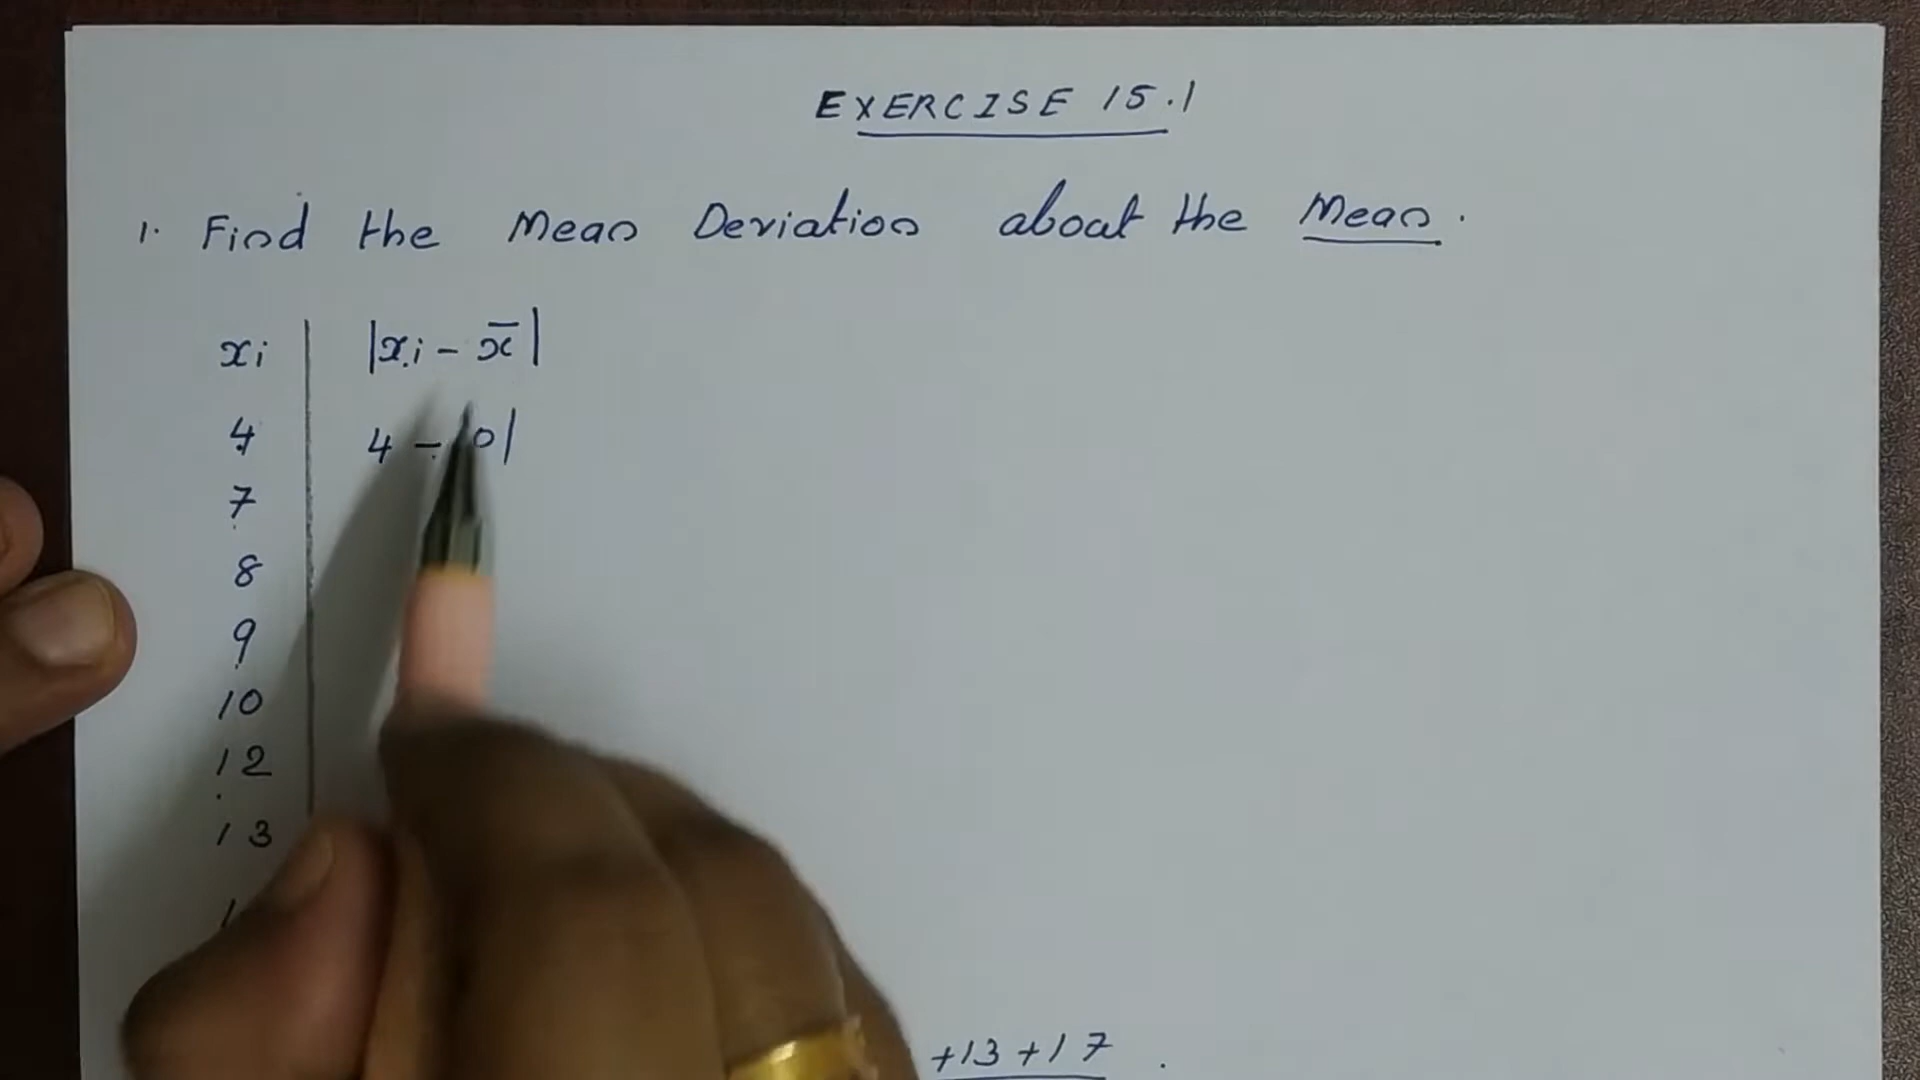 EXERCISE 15.1
1. Find the Mean Deviation about the Mean.
xi |xi - x̄|
4 4 - 0|
7
8
9
10
12
13
+13 +17